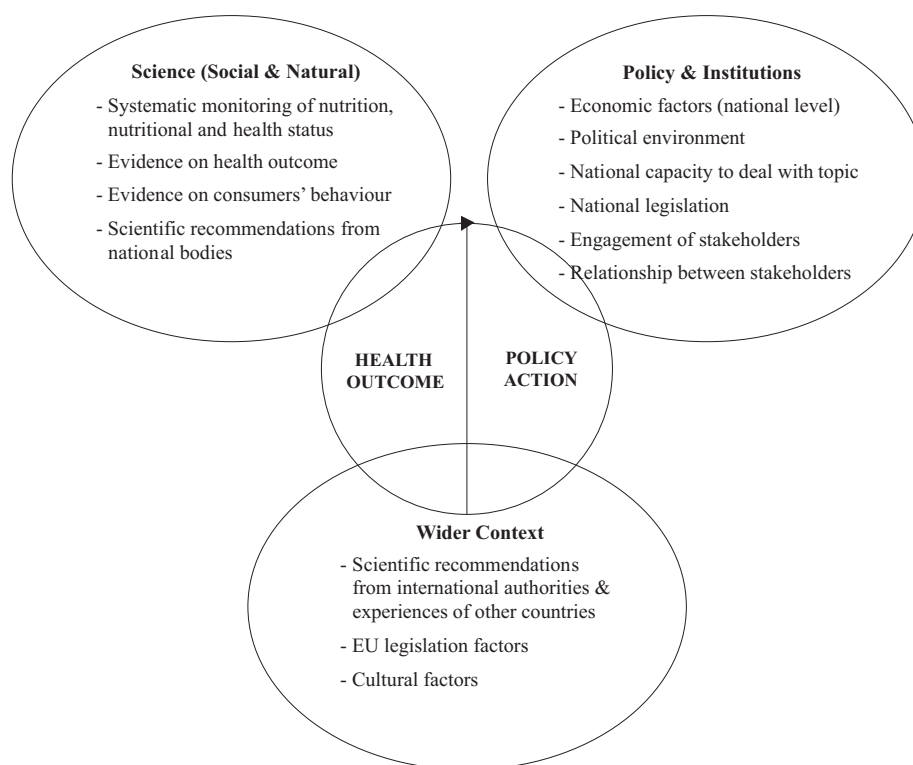 Science (Social & Natural)
- Systematic monitoring of nutrition,
nutritional and health status
- Evidence on health outcome
- Evidence on consumers’ behaviour
- Scientific recommendations from
national bodies
Policy & Institutions
- Economic factors (national level)
- Political environment
- National capacity to deal with topic
- National legislation
- Engagement of stakeholders
- Relationship between stakeholders
HEALTH
OUTCOME
POLICY
ACTION
Wider Context
- Scientific recommendations
from international authorities &
experiences of other countries
- EU legislation factors
- Cultural factors